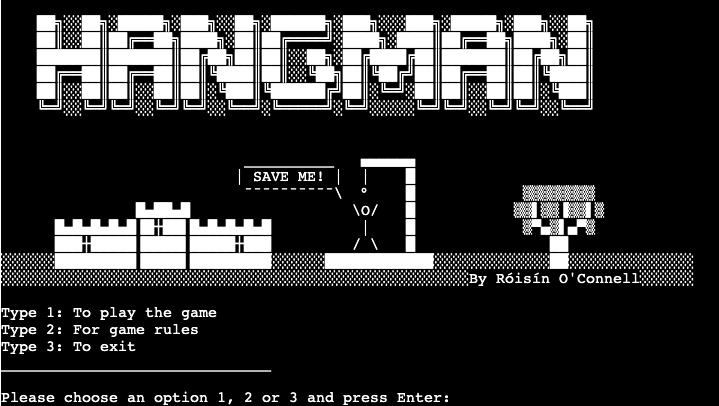 HANGMAN
SAVE ME!
By Róisín O'Connell
Type 1: To play the game
Type 2: For game rules
Type 3: To exit
Please choose an option 1, 2 or 3 and press Enter: